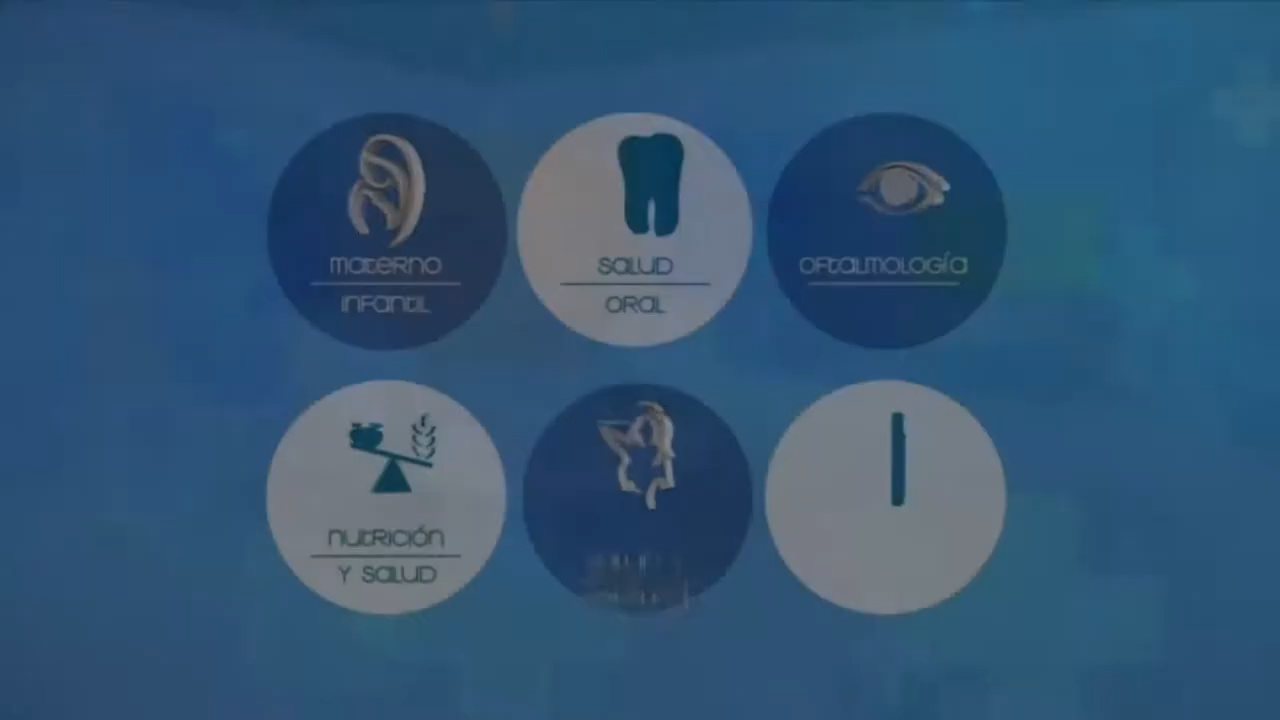 MATERNO
INFANTIL
SALUD
ORAL
OFTALMOLOGÍA
NUTRICIÓN
Y SALUD